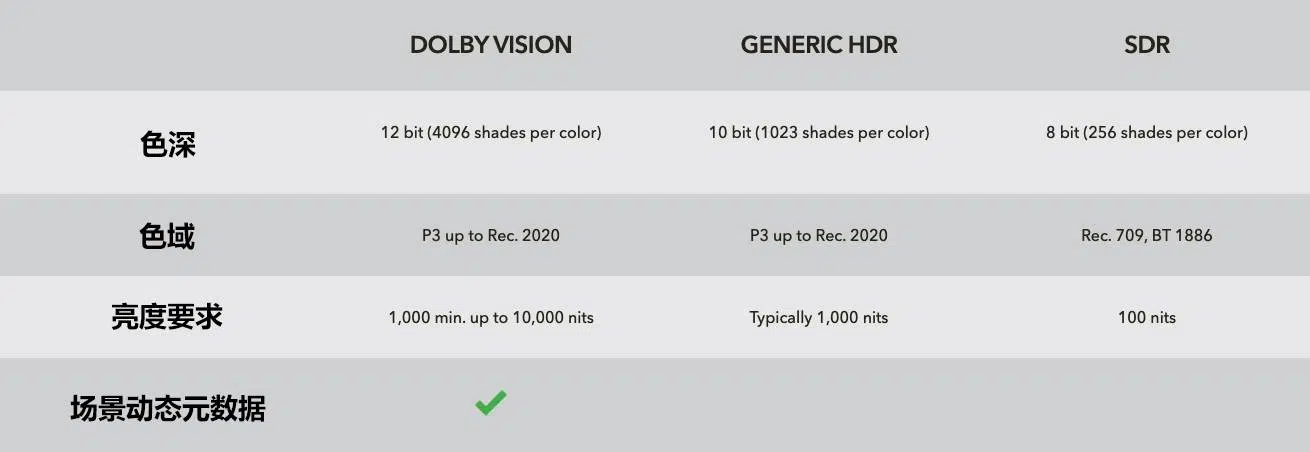 DOLBY VISION GENERIC HDR SDR
色深 12 bit (4096 shades per color) 10 bit (1023 shades per color) 8 bit (256 shades per color)
色域 P3 up to Rec. 2020 P3 up to Rec. 2020 Rec. 709, BT 1886
亮度要求 1,000 min. up to 10,000 nits Typically 1,000 nits 100 nits
场景动态元数据